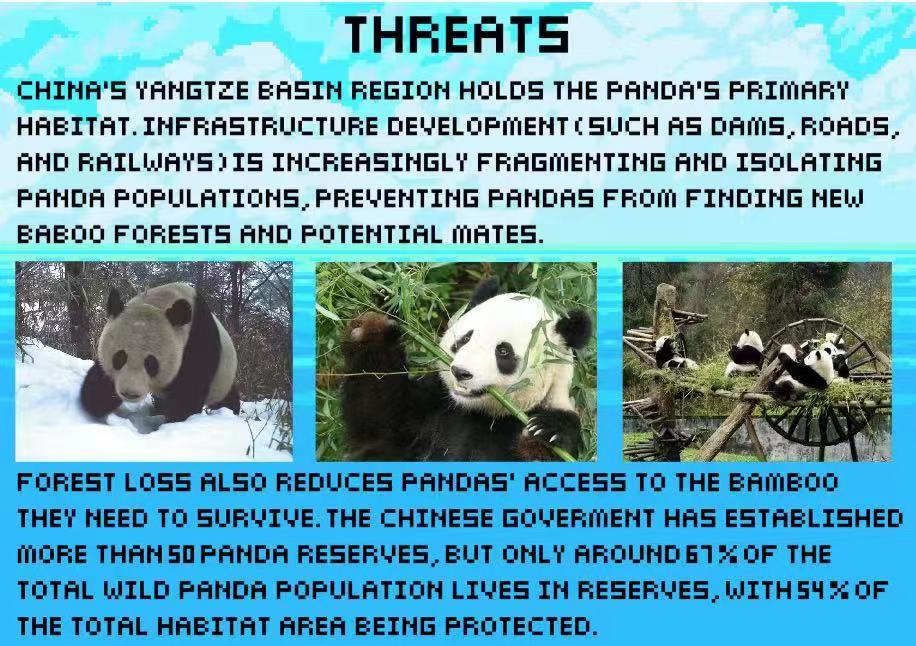 THREATS
CHINA'S YANGTZE BASIN REGION HOLDS THE PANDA'S PRIMARY
HABITAT. INFRASTRUCTURE DEVELOPMENT (SUCH AS DAMS, ROADS,
AND RAILWAYS) IS INCREASINGLY FRAGMENTING AND ISOLATING
PANDA POPULATIONS, PREVENTING PANDAS FROM FINDING NEW
BABOO FORESTS AND POTENTIAL MATES.
FOREST LOSS ALSO REDUCES PANDAS' ACCESS TO THE BAMBOO
THEY NEED TO SURVIVE. THE CHINESE GOVERMENT HAS ESTABLISHED
MORE THAN 50 PANDA RESERVES, BUT ONLY AROUND 67% OF THE
TOTAL WILD PANDA POPULATION LIVES IN RESERVES, WITH 54% OF
THE TOTAL HABITAT AREA BEING PROTECTED.